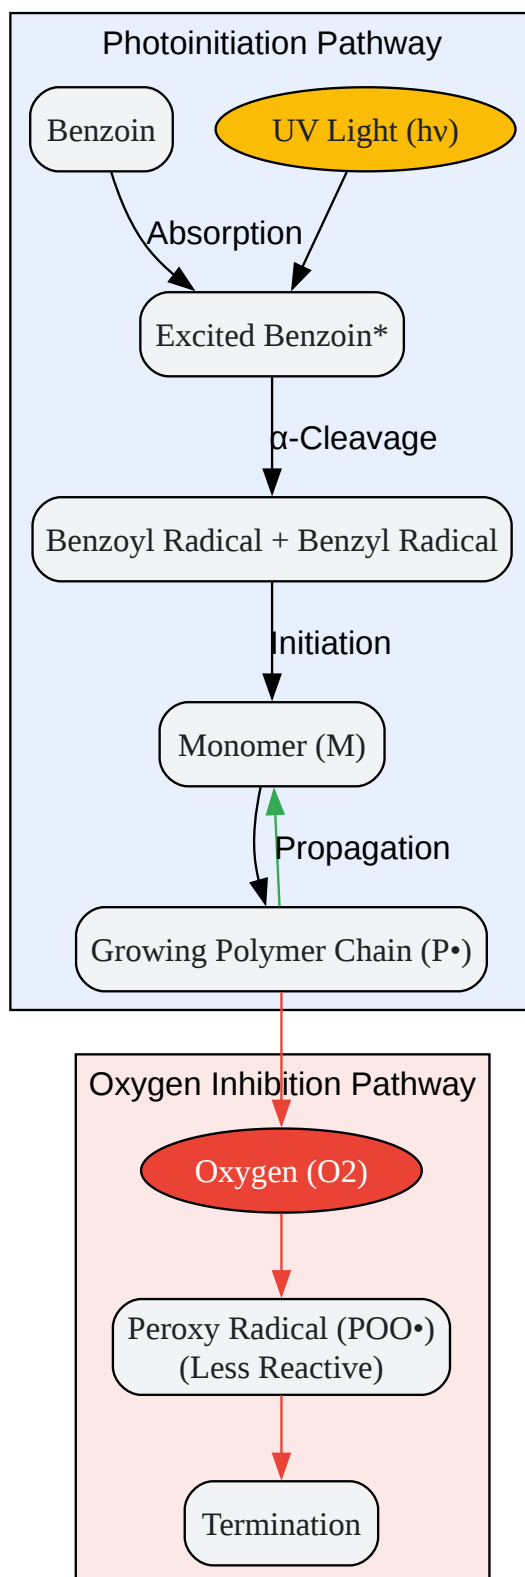 Photoinitiation Pathway
Benzoin
UV Light (hν)
Absorption
Excited Benzoin*
α-Cleavage
Benzoyl Radical + Benzyl Radical
Initiation
Monomer (M)
Propagation
Growing Polymer Chain (P•)
Oxygen Inhibition Pathway
Oxygen (O2)
Peroxy Radical (POO•)
(Less Reactive)
Termination